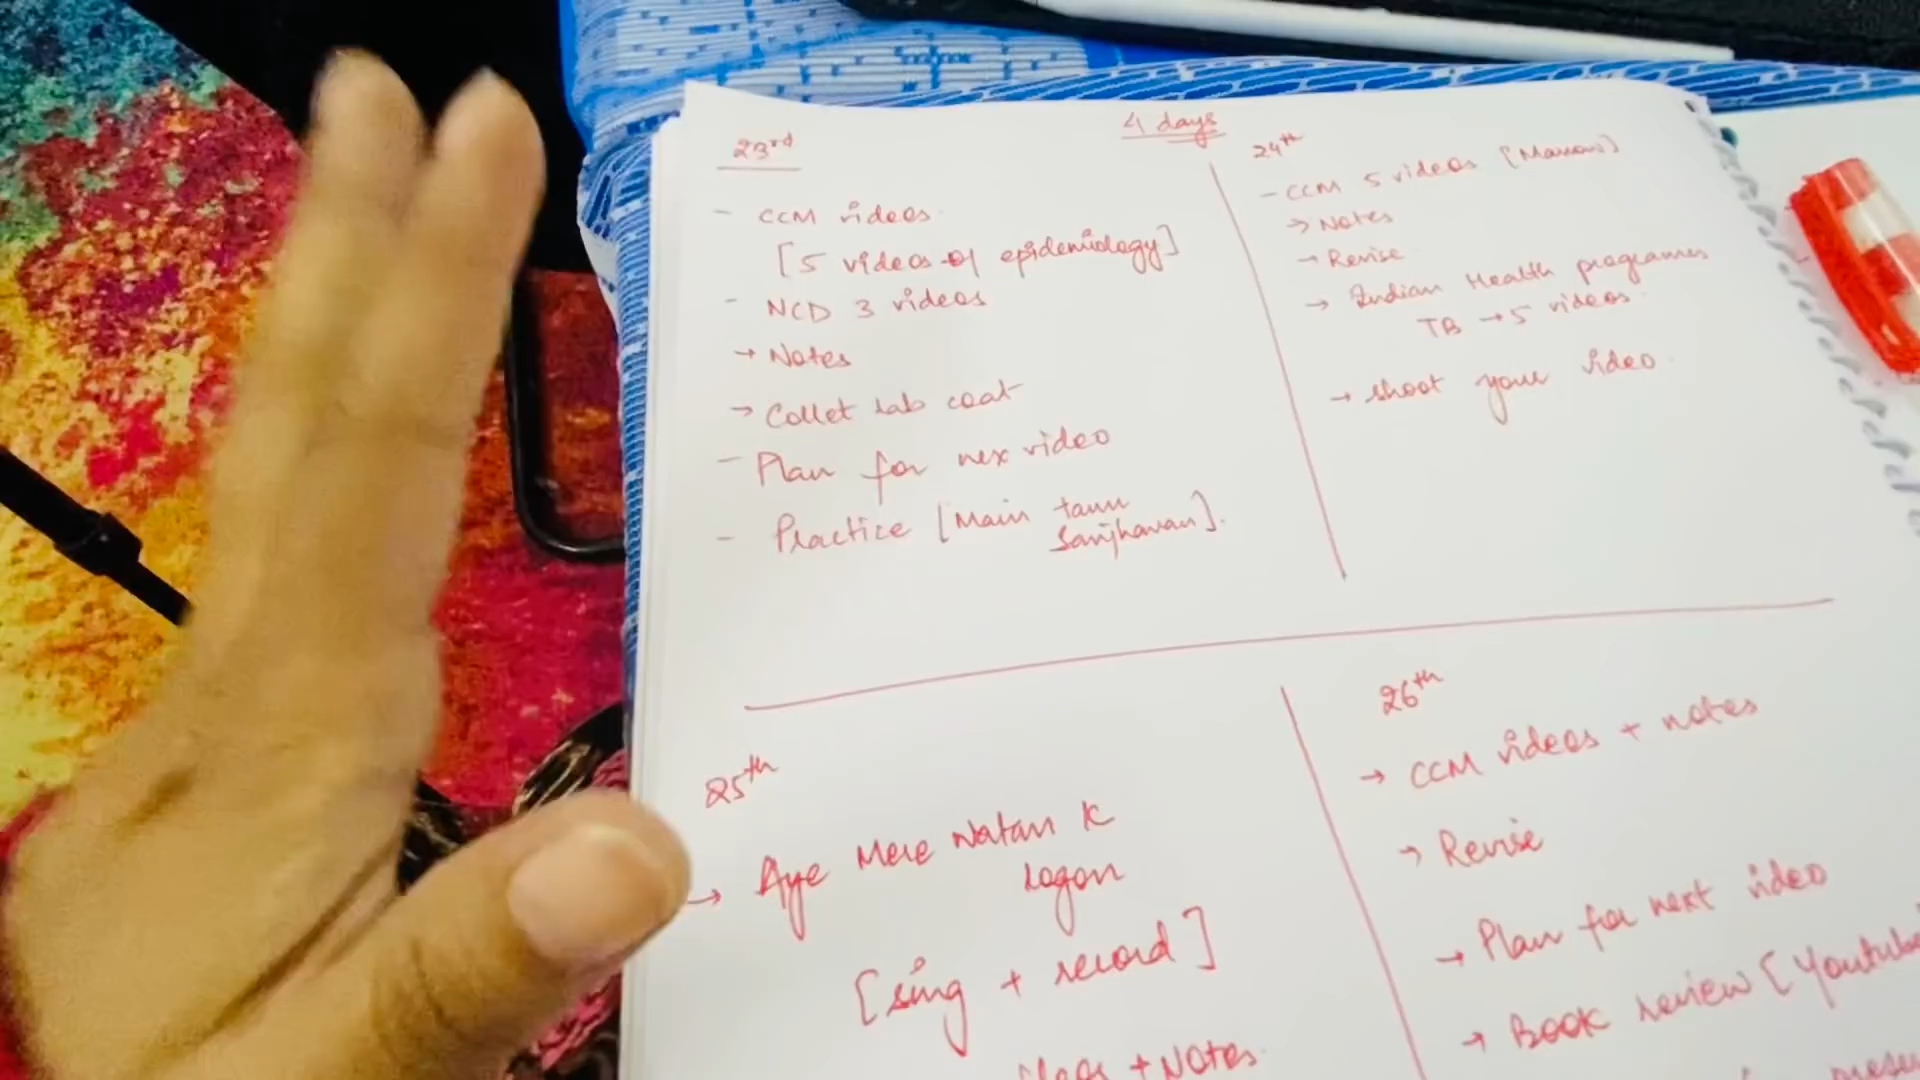 4 days
23rd
- CCM videos
[5 videos of epidemiology]
- NCD 3 videos
→ Notes
→ Collet lab coat
- Plan for nex video
- Practice [Main tanu
Sanjhavan].
24th
- CCM 5 videos
→ Notes
→ Revise
→ Indian Health programmes
TB → 5 videos
→ shoot your video
25th
→ Aye Mere Watan K
Logon
[sing + record]
+ Notes
26th
→ CCM videos + notes
→ Revise
→ Plan for next video
→ Book review [Youtube